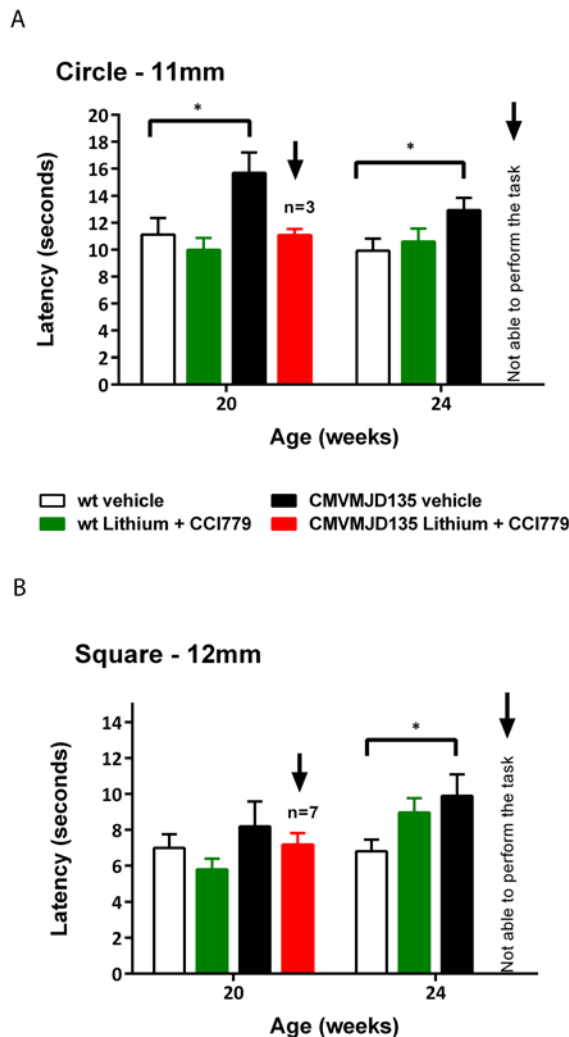 A
Circle - 11mm
Latency (seconds)
20
18
16
14
12
10
8
6
4
2
0
*
n=3
*
Not able to perform the task
20
24
Age (weeks)
wt vehicle
CMVMJD135 vehicle
wt Lithium + CCI779
CMVMJD135 Lithium + CCI779
B
Square - 12mm
Latency (seconds)
14
12
10
8
6
4
2
0
n=7
*
Not able to perform the task
20
24
Age (weeks)